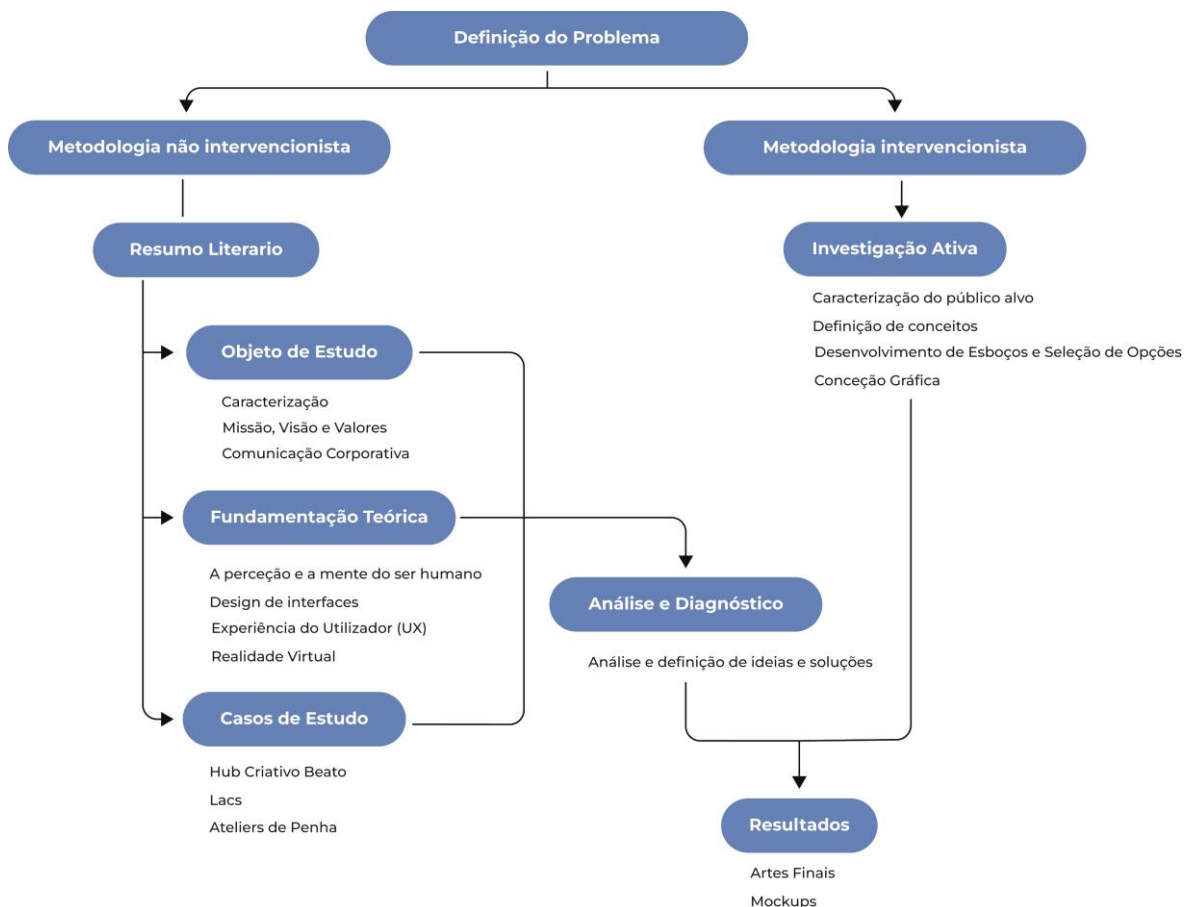 Definição do Problema
Metodologia não intervencionista
Metodologia intervencionista
Resumo Literario
Investigação Ativa
Caracterização do público alvo
Definição de conceitos
Desenvolvimento de Esboços e Seleção de Opções
Conceção Gráfica
Objeto de Estudo
Caracterização
Missão, Visão e Valores
Comunicação Corporativa
Fundamentação Teórica
A perceção e a mente do ser humano
Design de interfaces
Experiência do Utilizador (UX)
Realidade Virtual
Análise e Diagnóstico
Análise e definição de ideias e soluções
Casos de Estudo
Hub Criativo Beato
Lacs
Ateliers de Penha
Resultados
Artes Finais
Mockups